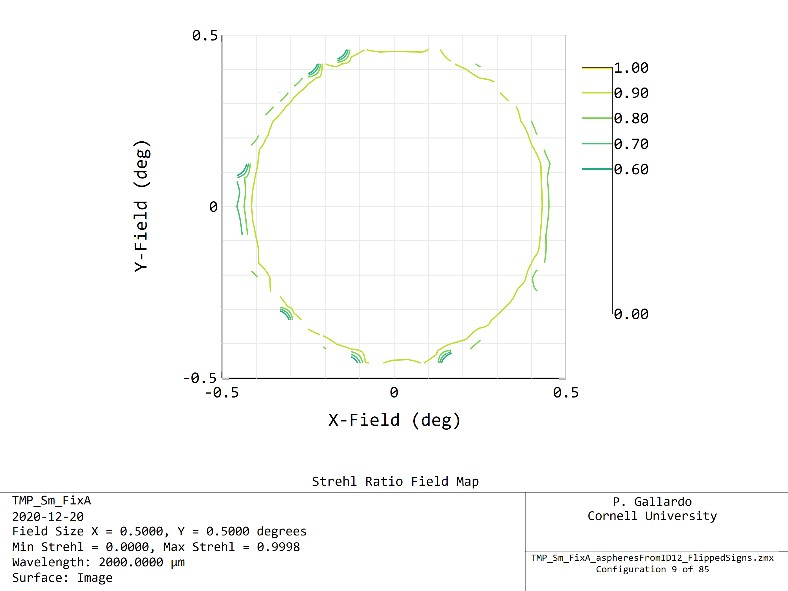 0.5
0
-0.5
-0.5
0
0.5
Y-Field (deg)
X-Field (deg)
1.00
0.90
0.80
0.70
0.60
0.00
Strehl Ratio Field Map
TMP_Sm_FixA
2020-12-20
Field Size X = 0.5000, Y = 0.5000 degrees
Min Strehl = 0.0000, Max Strehl = 0.9998
Wavelength: 2000.0000 µm
Surface: Image
P. Gallardo
Cornell University
TMP_Sm_FixA_aspheresFromID12_FlippedSigns.zmx
Configuration 9 of 85